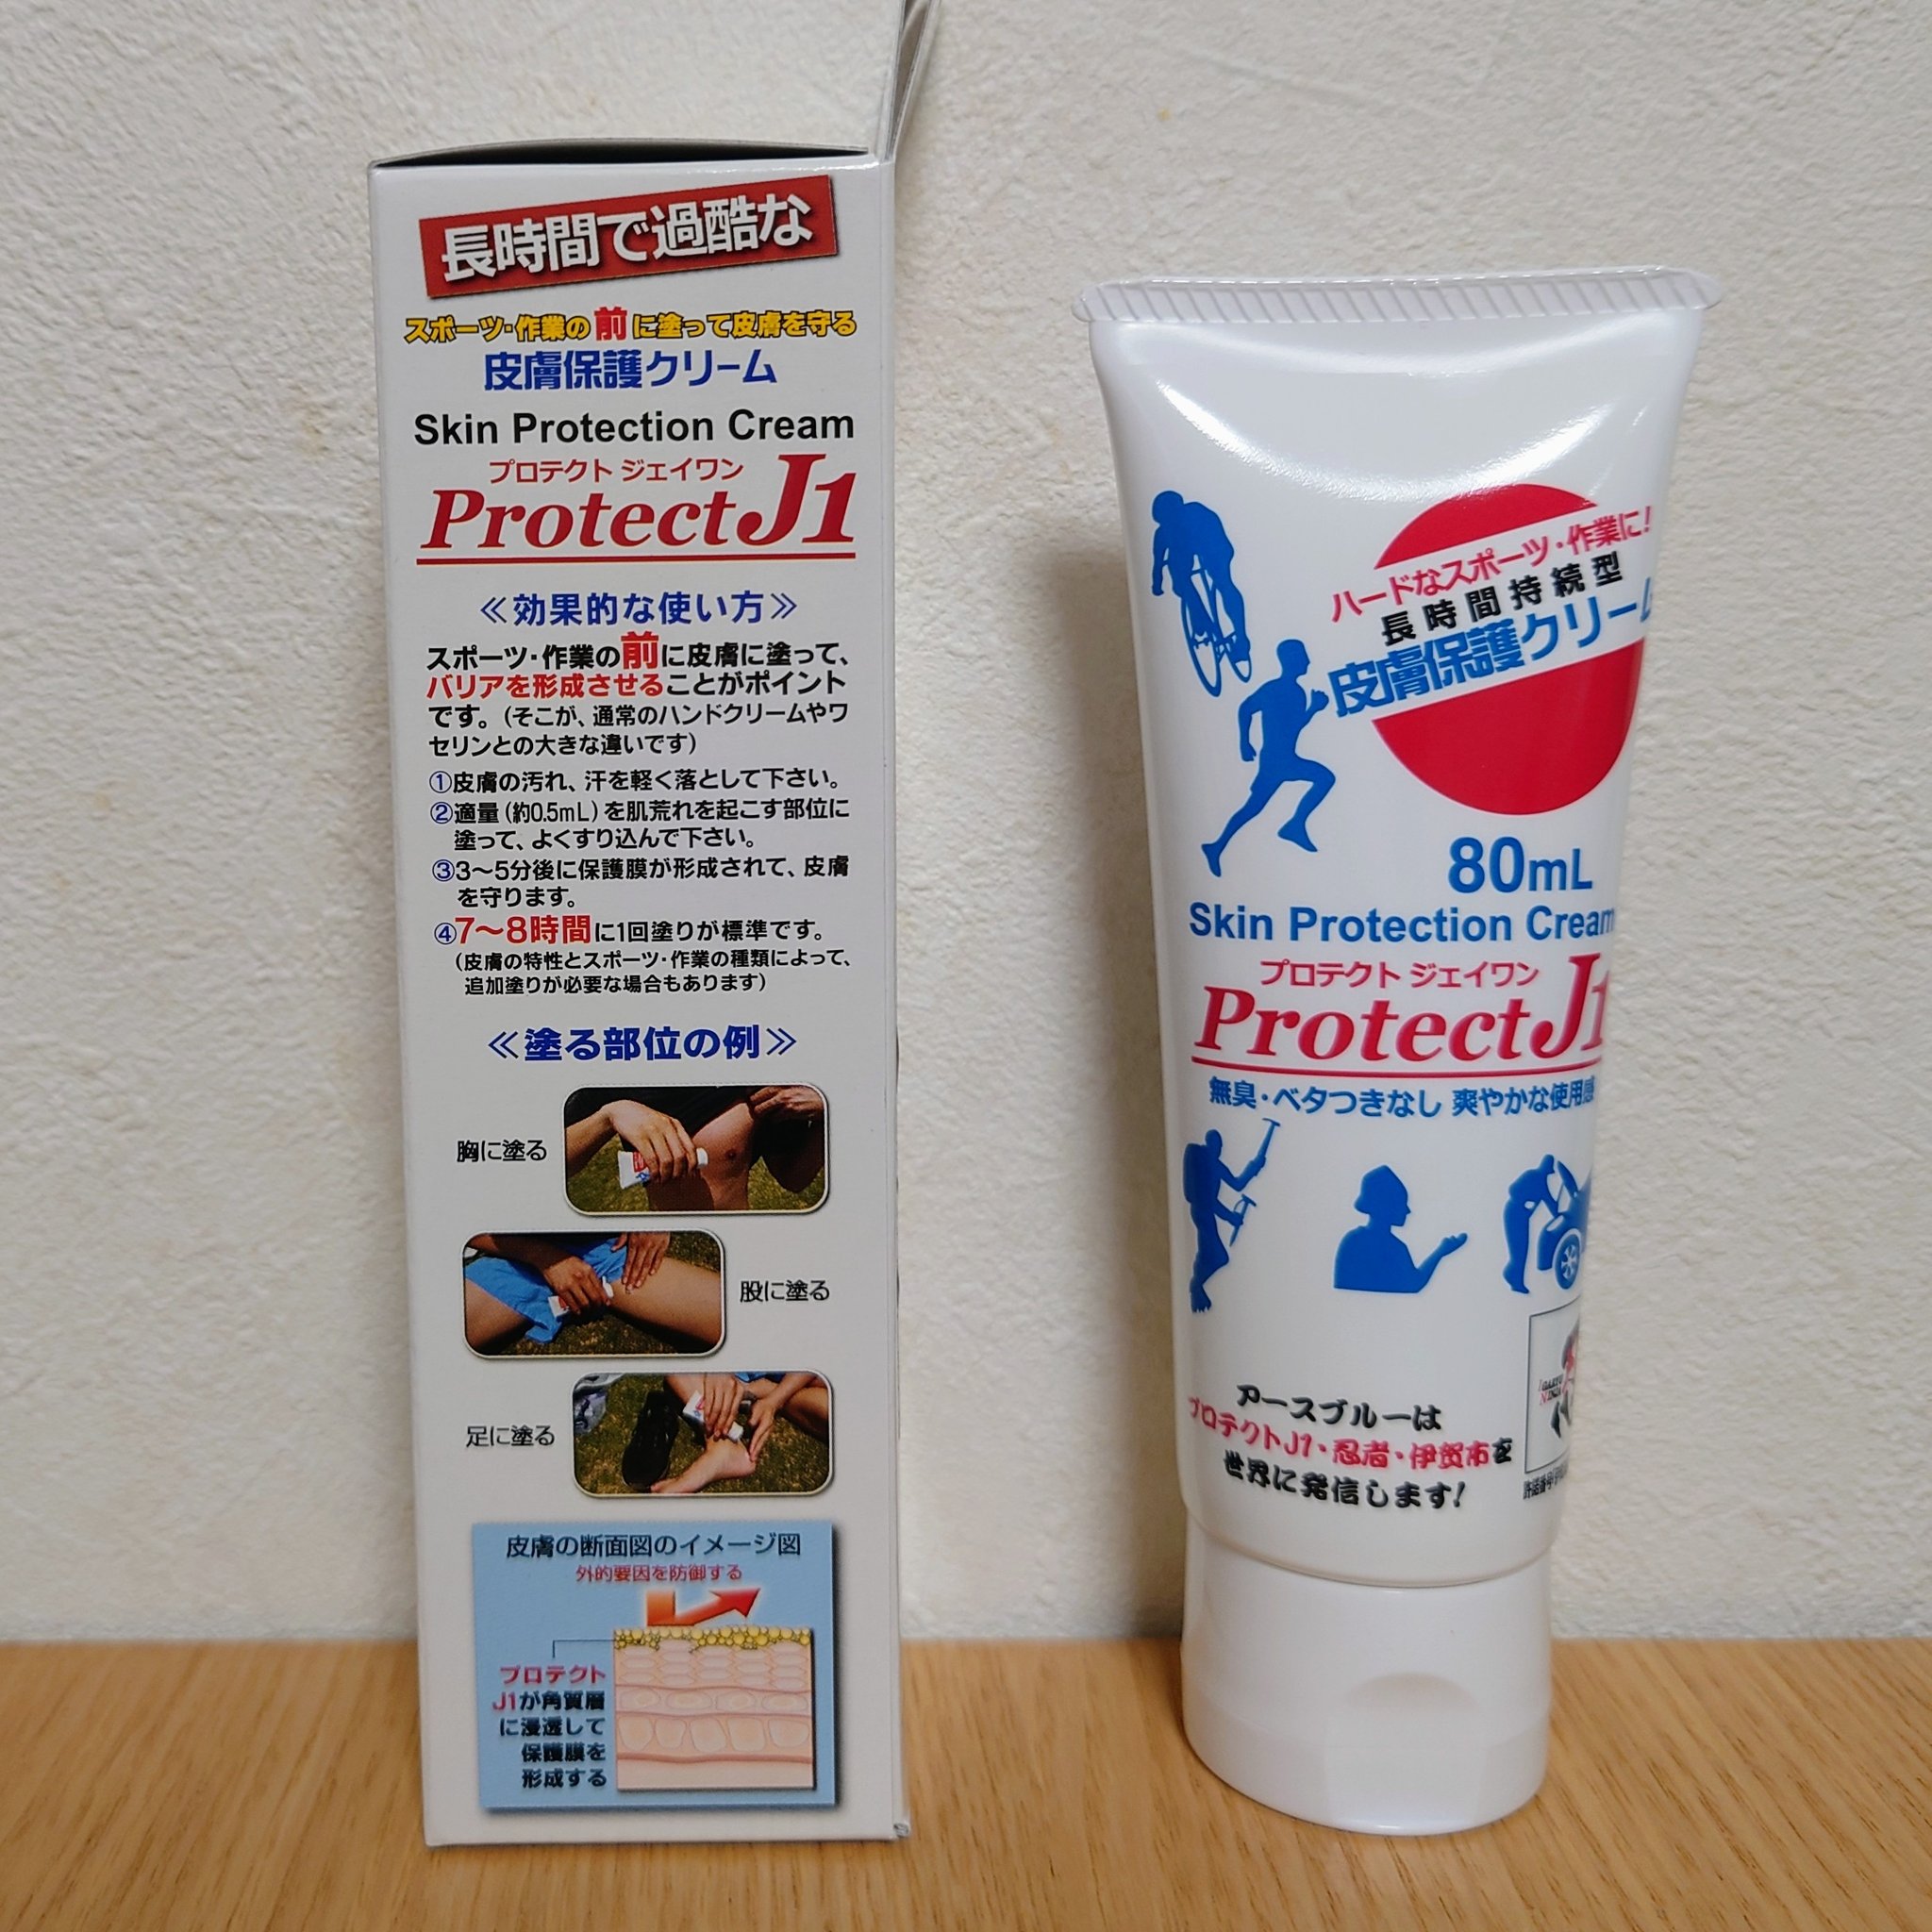 長時間で過酷な
スポーツ・作業の前に塗って皮膚を守る
皮膚保護クリーム
Skin Protection Cream
プロテクト ジェイワン
ProtectJ1
≪効果的な使い方≫
スポーツ・作業の前に皮膚に塗って、
バリアを形成させることがポイント
です。(そこが、通常のハンドクリームやワ
セリンとの大きな違いです)
①皮膚の汚れ、汗を軽く落として下さい。
②適量(約0.5mL)を肌荒れを起こす部位に
塗って、よくすり込んで下さい。
③3〜5分後に保護膜が形成されて、皮膚
を守ります。
④7〜8時間に1回塗りが標準です。
(皮膚の特性とスポーツ・作業の種類によって、
追加塗りが必要な場合もあります)
≪塗る部位の例≫
胸に塗る
股に塗る
足に塗る
皮膚の断面図のイメージ図
外的要因を防御する
プロテクト
J1が角質層
に浸透して
保護膜を
形成する
ハードなスポーツ・作業に!
長時間持続型
皮膚保護クリーム
80mL
Skin Protection Cream
プロテクト ジェイワン
ProtectJ1
無臭・ベタつきなし 爽やかな使用感
アースブルーは
プロテクトJ1・忍者・伊賀市を
世界に発信します!